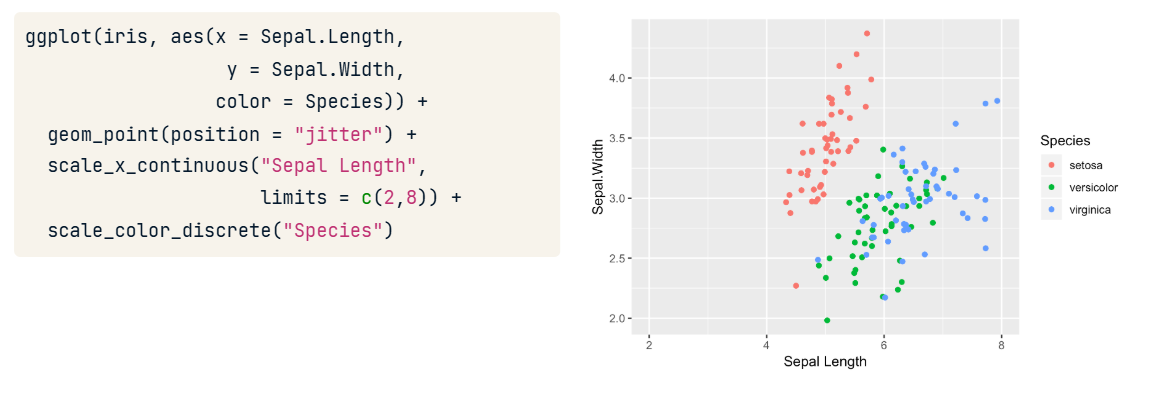 ggplot(iris, aes(x = Sepal.Length,
                  y = Sepal.Width,
                 color = Species)) +
  geom_point(position = "jitter") +
  scale_x_continuous("Sepal Length",
                     limits = c(2,8)) +
  scale_color_discrete("Species")
4.0
3.5
3.0
2.5
2.0
Sepal.Width
2 4 6 8
Sepal Length
Species
setosa
versicolor
virginica